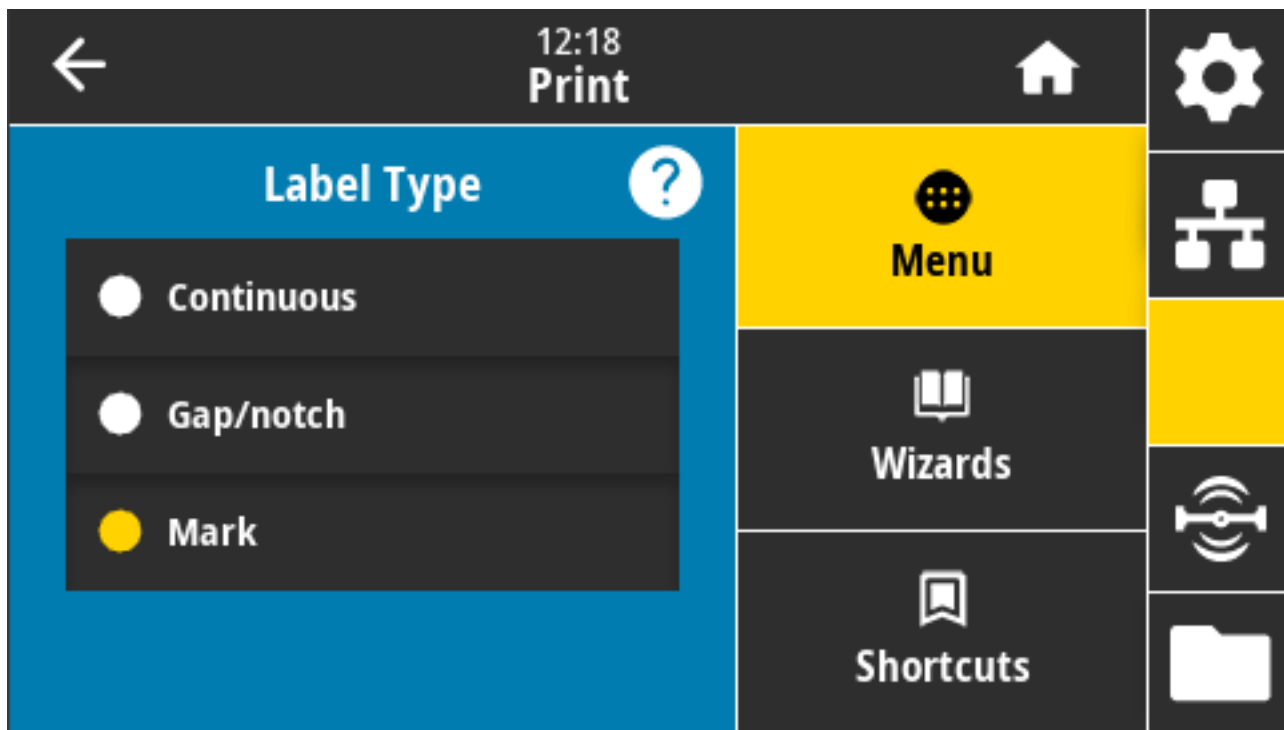 12:18
Print
Label Type
?
Continuous
Gap/notch
Mark
Menu
Wizards
Shortcuts